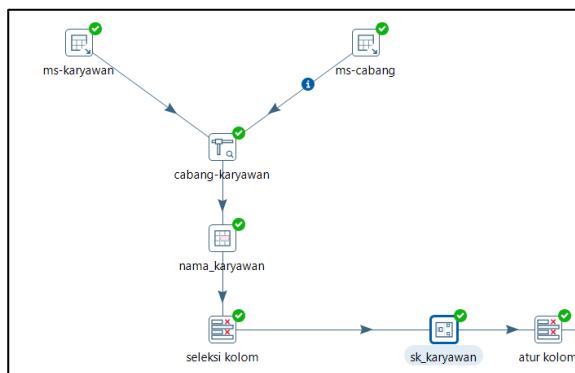 ms-karyawan
ms-cabang
cabang-karyawan
nama_karyawan
seleksi kolom
sk_karyawan
atur kolom